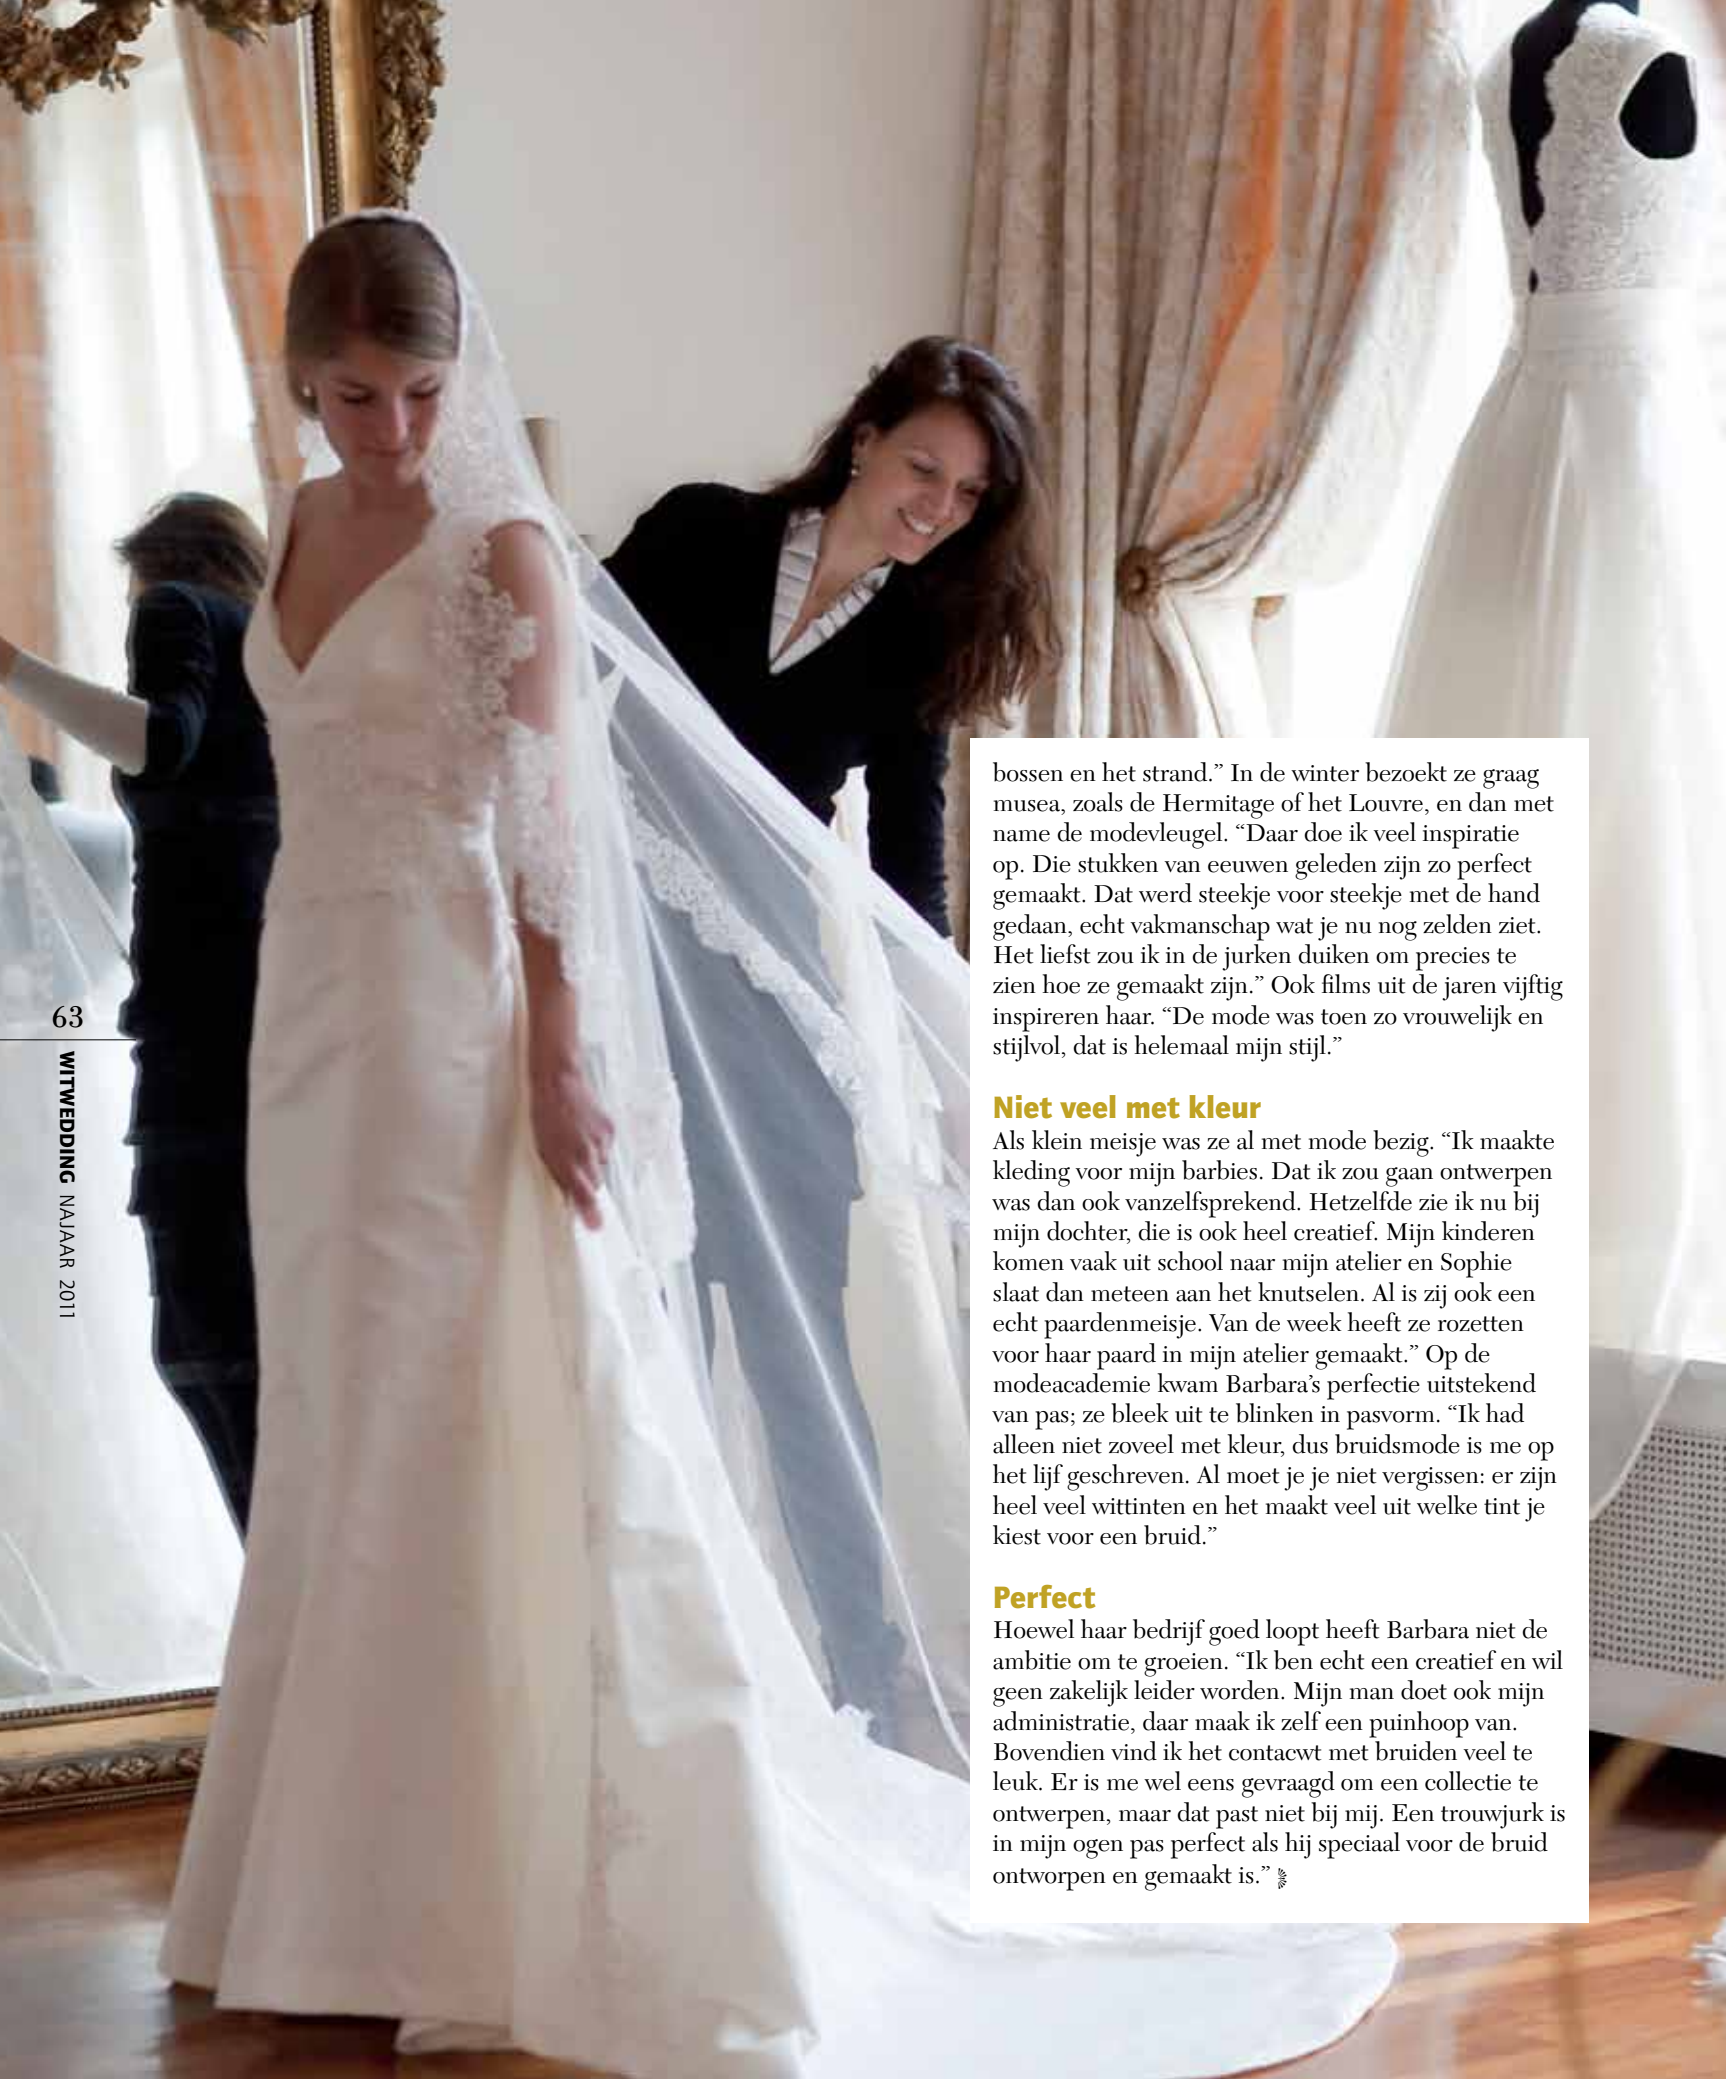 bossen en het strand.” In de winter bezoekt ze graag
musea, zoals de Hermitage of het Louvre, en dan met
name de modevleugel. “Daar doe ik veel inspiratie
op. Die stukken van eeuwen geleden zijn zo perfect
gemaakt. Dat werd steekje voor steekje met de hand
gedaan, echt vakmanschap wat je nu nog zelden ziet.
Het liefst zou ik in de jurken duiken om precies te
zien hoe ze gemaakt zijn.” Ook films uit de jaren vijftig
inspireren haar. “De mode was toen zo vrouwelijk en
stijlvol, dat is helemaal mijn stijl.”
Niet veel met kleur
Als klein meisje was ze al met mode bezig. “Ik maakte
kleding voor mijn barbies. Dat ik zou gaan ontwerpen
was dan ook vanzelfsprekend. Hetzelfde zie ik nu bij
mijn dochter, die is ook heel creatief. Mijn kinderen
komen vaak uit school naar mijn atelier en Sophie
slaat dan meteen aan het knutselen. Al is zij ook een
echt paardenmeisje. Van de week heeft ze rozetten
voor haar paard in mijn atelier gemaakt.” Op de
modeacademie kwam Barbara’s perfectie uitstekend
van pas; ze bleek uit te blinken in pasvorm. “Ik had
alleen niet zoveel met kleur, dus bruidsmode is me op
het lijf geschreven. Al moet je je niet vergissen: er zijn
heel veel wittinten en het maakt veel uit welke tint je
kiest voor een bruid.”
Perfect
Hoewel haar bedrijf goed loopt heeft Barbara niet de
ambitie om te groeien. “Ik ben echt een creatief en wil
geen zakelijk leider worden. Mijn man doet ook mijn
administratie, daar maak ik zelf een puinhoop van.
Bovendien vind ik het contacwt met bruiden veel te
leuk. Er is me wel eens gevraagd om een collectie te
ontwerpen, maar dat past niet bij mij. Een trouwjurk is
in mijn ogen pas perfect als hij speciaal voor de bruid
ontworpen en gemaakt is.”
63
WITWEDDING NAJAAR 2011